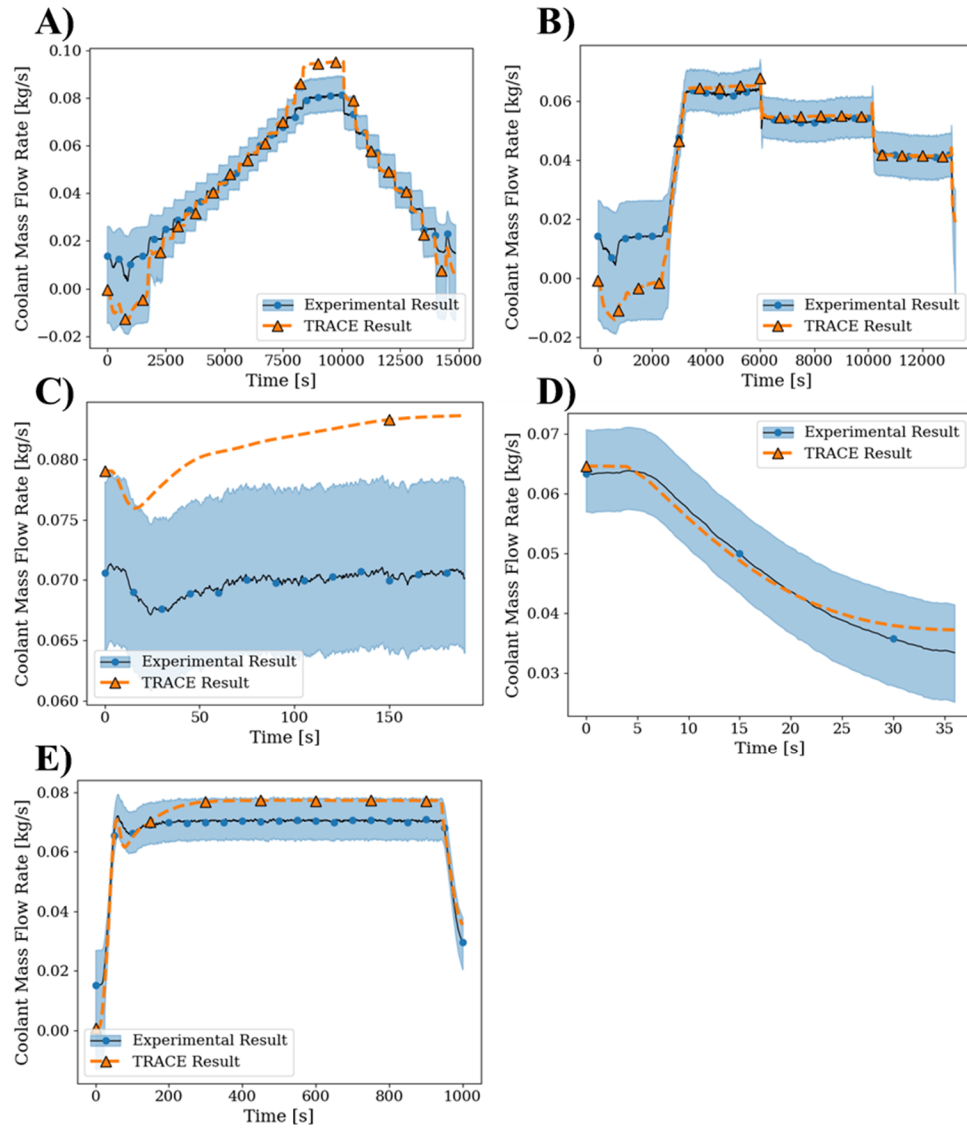 A)
Coolant Mass Flow Rate [kg/s]
0.10
0.08
0.06
0.04
0.02
0.00
−0.02
Experimental Result
TRACE Result
0 2500 5000 7500 10000 12500 15000
Time [s]
B)
Coolant Mass Flow Rate [kg/s]
0.06
0.04
0.02
0.00
−0.02
Experimental Result
TRACE Result
0 2000 4000 6000 8000 10000 12000
Time [s]
C)
Coolant Mass Flow Rate [kg/s]
0.080
0.075
0.070
0.065
0.060
Experimental Result
TRACE Result
0 50 100 150
Time [s]
D)
Coolant Mass Flow Rate [kg/s]
0.07
0.06
0.05
0.04
0.03
Experimental Result
TRACE Result
0 5 10 15 20 25 30 35
Time [s]
E)
Coolant Mass Flow Rate [kg/s]
0.08
0.06
0.04
0.02
0.00
Experimental Result
TRACE Result
0 200 400 600 800 1000
Time [s]